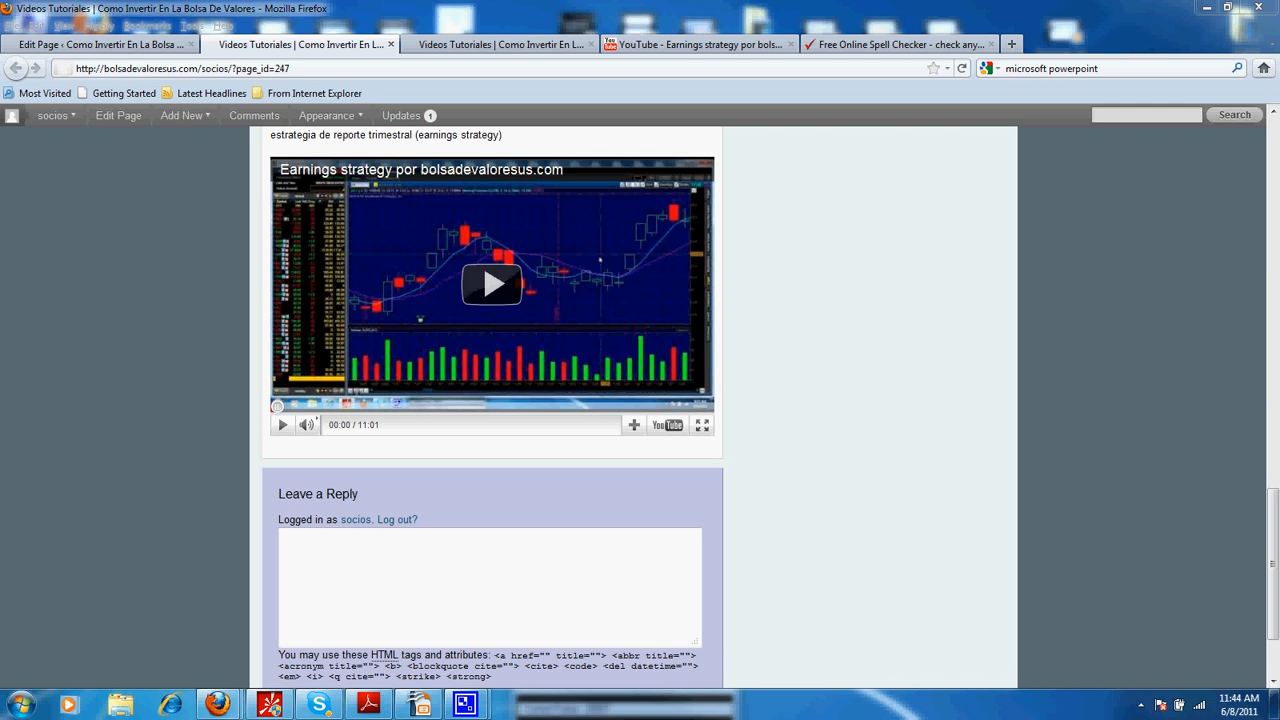 Videos Tutoriales | Como Invertir En La Bolsa De Valores - Mozilla Firefox
Bookmarks Tools Help
Edit Page ‹ Como Invertir En La Bolsa ... × Videos Tutoriales | Como Invertir En L... × Videos Tutoriales | Como Invertir En L... × YouTube - Earnings strategy por bols... × Free Online Spell Checker - check any... × +
http://bolsadevaloresus.com/socios/?page_id=247 microsoft powerpoint
Most Visited Getting Started Latest Headlines From Internet Explorer
socios Edit Page Comments Add New Appearance Updates 1 Search
estrategia de reporte trimestral (earnings strategy)
Earnings strategy por bolsadevaloresus.com
00:00 / 11:01 YouTube
Leave a Reply
Logged in as socios. Log out?
You may use these HTML tags and attributes: <a href="" title=""> <abbr title="">
<acronym title=""> <b> <blockquote cite=""> <cite> <code> <del datetime="">
<em> <i> <q cite=""> <strike> <strong>
11:44 AM
6/8/2011